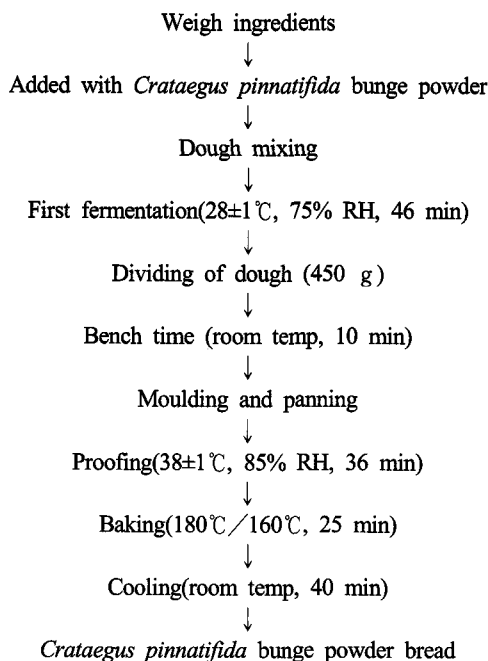 Weigh ingredients
↓
Added with Crataegus pinnatifida bunge powder
↓
Dough mixing
↓
First fermentation(28±1℃, 75% RH, 46 min)
↓
Dividing of dough (450 g)
↓
Bench time (room temp, 10 min)
↓
Moulding and panning
↓
Proofing(38±1℃, 85% RH, 36 min)
↓
Baking(180℃／160℃, 25 min)
↓
Cooling(room temp, 40 min)
↓
Crataegus pinnatifida bunge powder bread